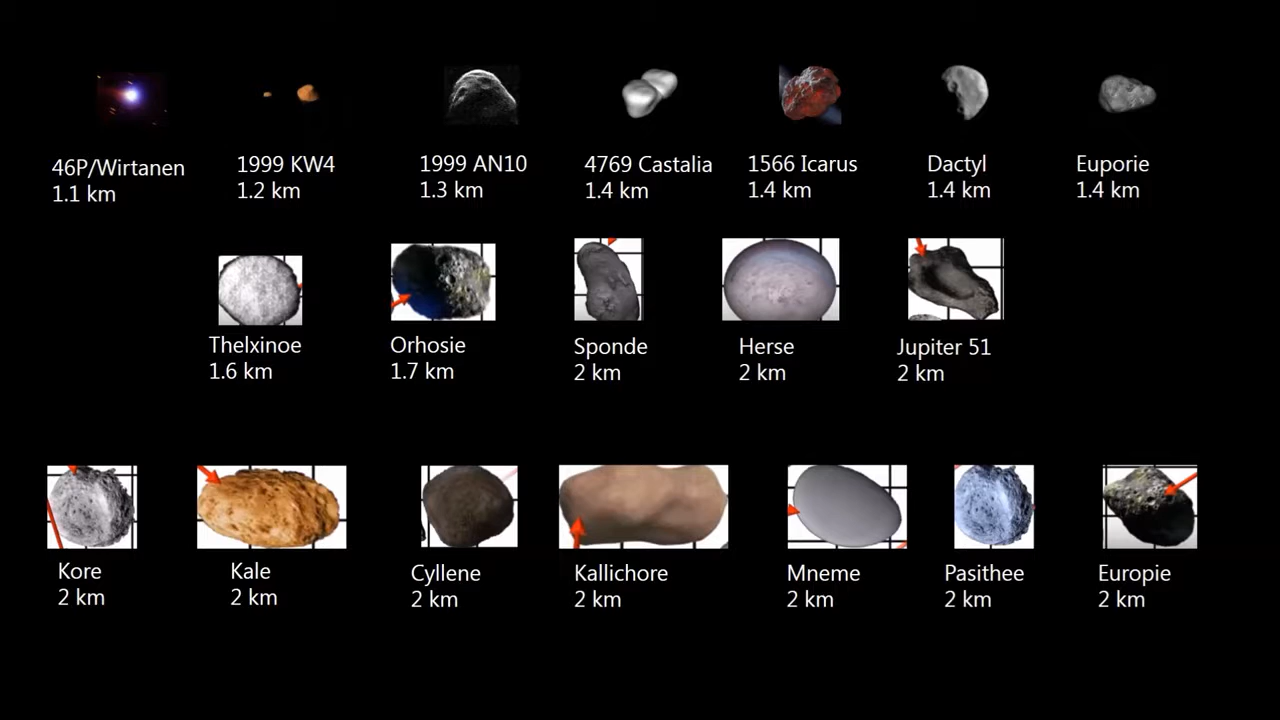 46P/Wirtanen
1.1 km
1999 KW4
1.2 km
1999 AN10
1.3 km
4769 Castalia
1.4 km
1566 Icarus
1.4 km
Dactyl
1.4 km
Euporie
1.4 km
Thelxinoe
1.6 km
Orhosie
1.7 km
Sponde
2 km
Herse
2 km
Jupiter 51
2 km
Kore
2 km
Kale
2 km
Cyllene
2 km
Kallichore
2 km
Mneme
2 km
Pasithee
2 km
Europie
2 km